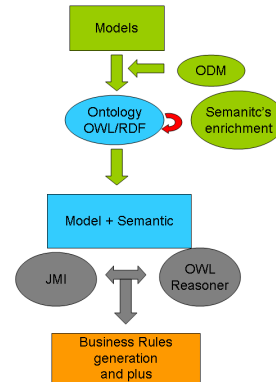 Models
ODM
Ontology
OWL/RDF
Semanitc's
enrichment
Model + Semantic
JMI
OWL
Reasoner
Business Rules
generation
and plus